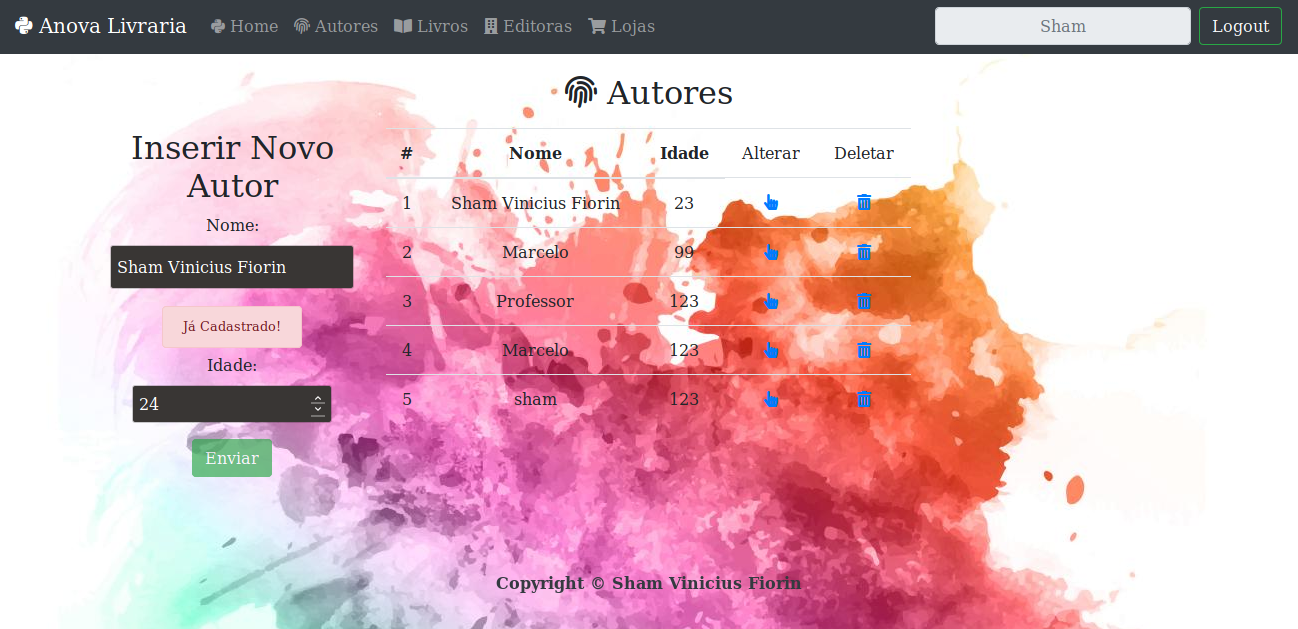 Anova Livraria Home Autores Livros Editoras Lojas Sham Logout
Autores
Inserir Novo
Autor
Nome:
Sham Vinicius Fiorin
Já Cadastrado!
Idade:
24
Enviar
# Nome Idade Alterar Deletar
1 Sham Vinicius Fiorin 23
2 Marcelo 99
3 Professor 123
4 Marcelo 123
5 sham 123
Copyright © Sham Vinicius Fiorin